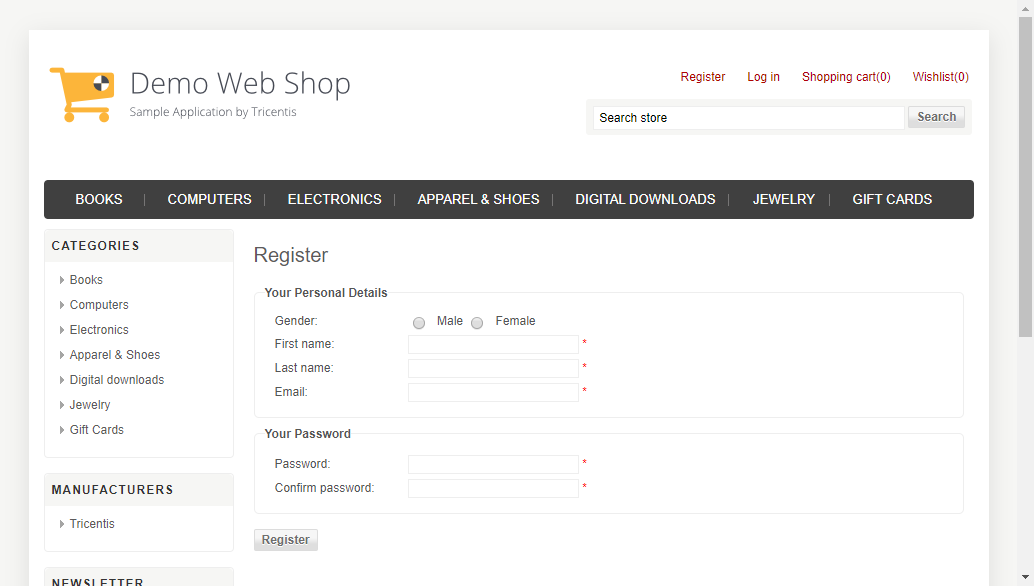 Demo Web Shop
Sample Application by Tricentis
Register Log in Shopping cart(0) Wishlist(0)
Search store Search
BOOKS COMPUTERS ELECTRONICS APPAREL & SHOES DIGITAL DOWNLOADS JEWELRY GIFT CARDS
CATEGORIES
Books
Computers
Electronics
Apparel & Shoes
Digital downloads
Jewelry
Gift Cards
MANUFACTURERS
Tricentis
NEWSLETTER
Register
Your Personal Details
Gender: Male Female
First name: *
Last name: *
Email: *
Your Password
Password: *
Confirm password: *
Register